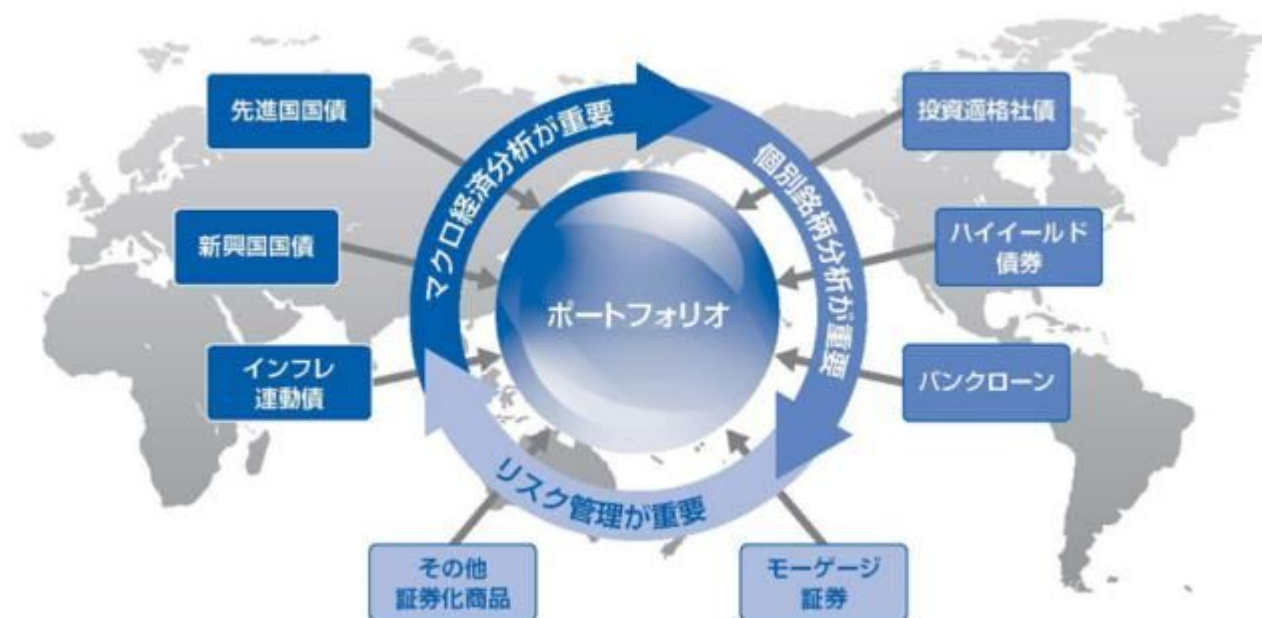 先進国国債
新興国国債
インフレ
連動債
マクロ経済分析が重要
ポートフォリオ
個別銘柄分析が重要
投資適格社債
ハイイールド
債券
バンクローン
リスク管理が重要
その他
証券化商品
モーゲージ
証券